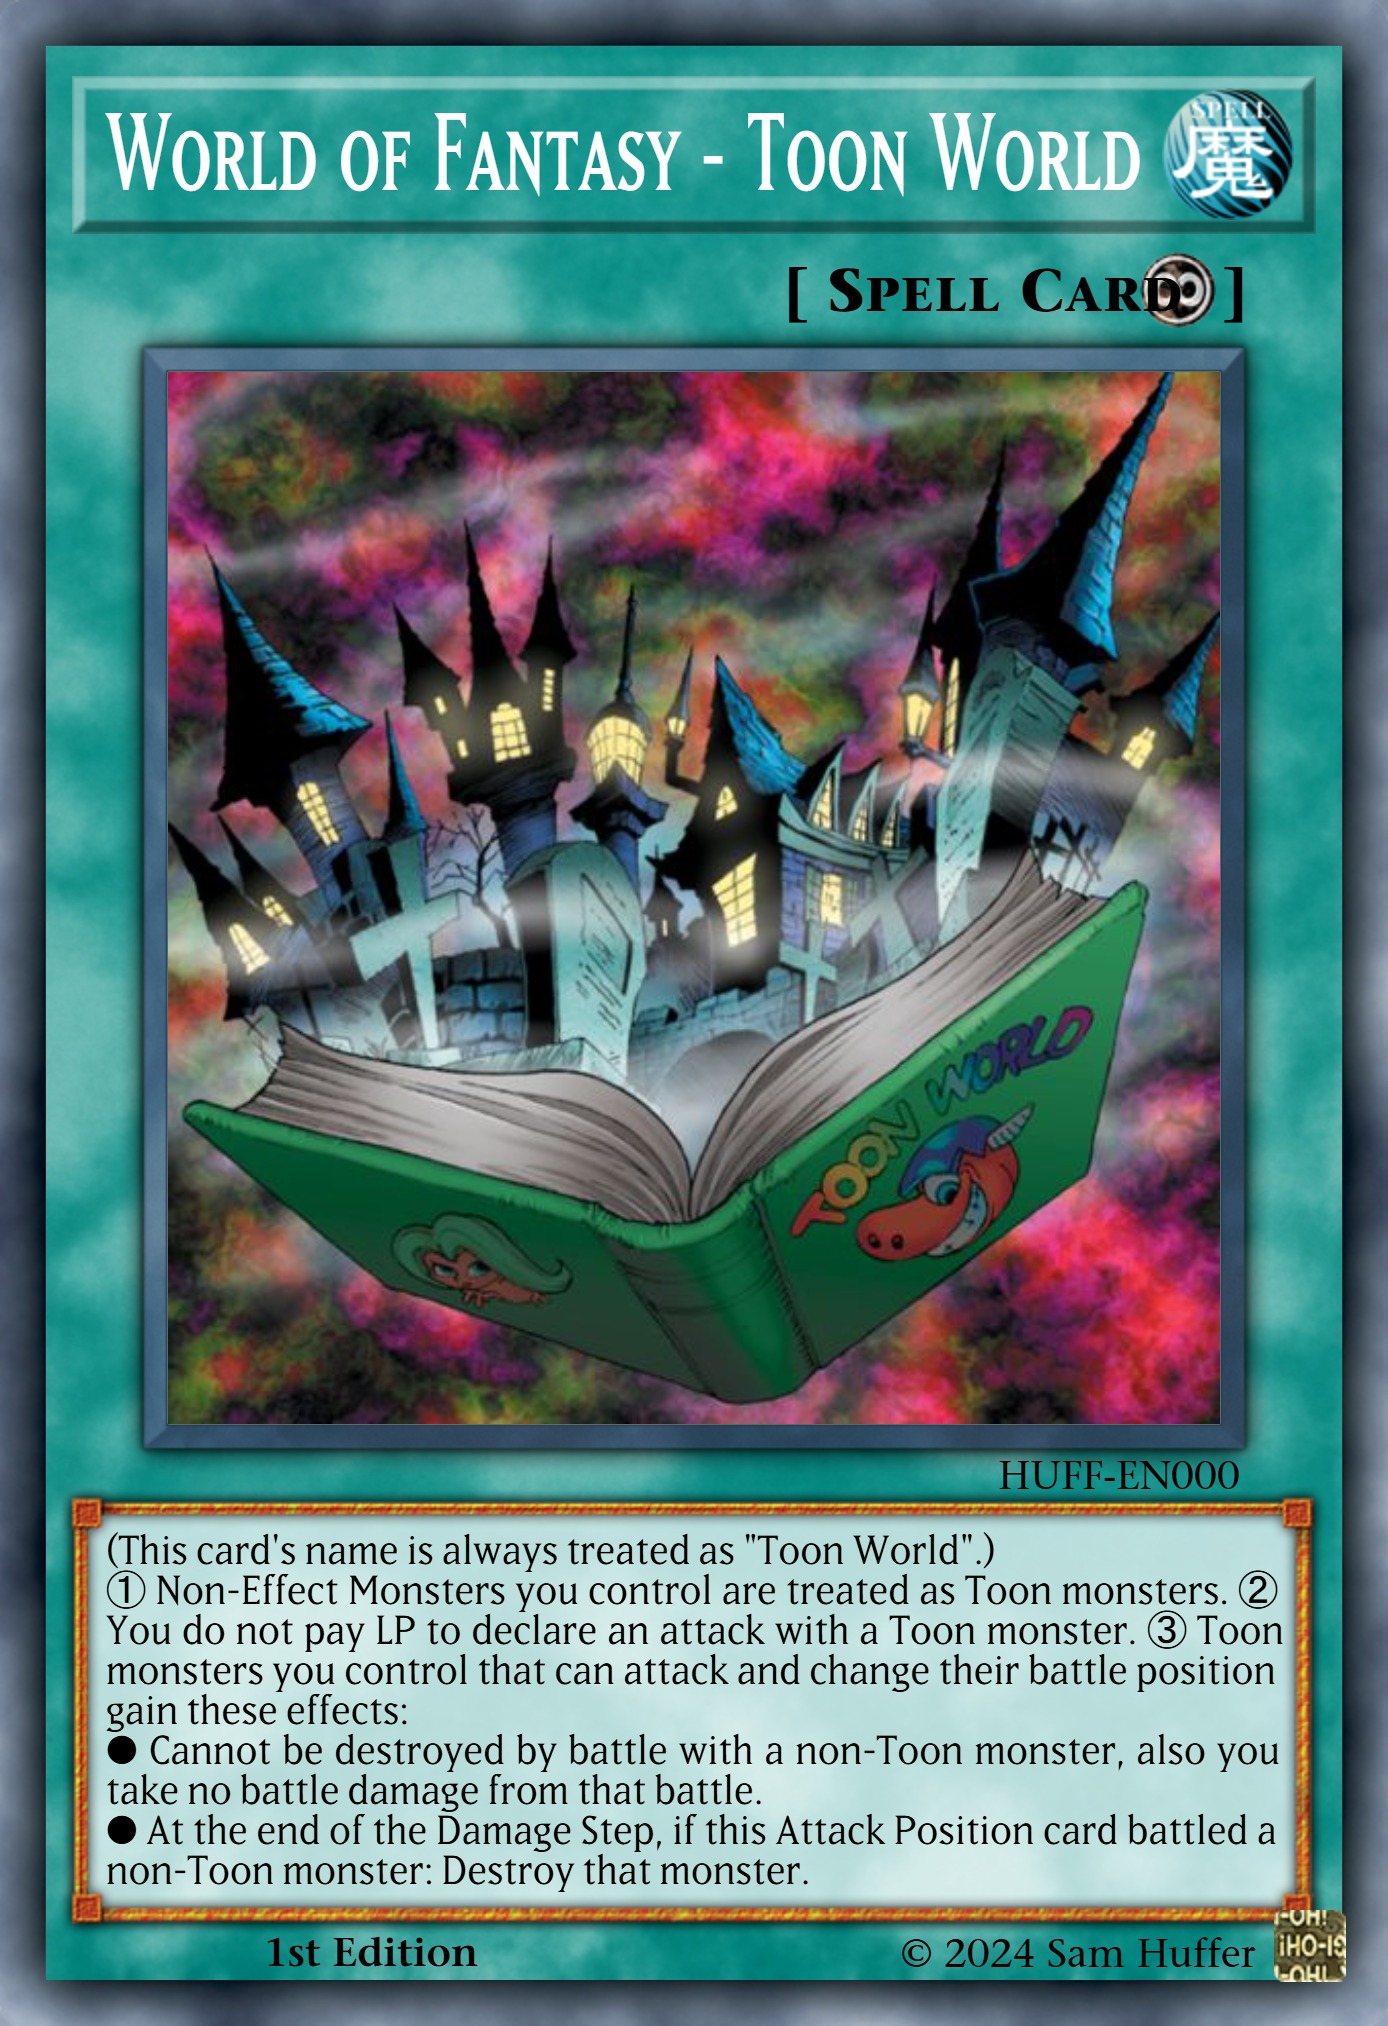 World of Fantasy - Toon World
SPELL
魔
[ Spell Card ]
TOON WORLD
HUFF-EN000
(This card's name is always treated as "Toon World".)
① Non-Effect Monsters you control are treated as Toon monsters. ②
You do not pay LP to declare an attack with a Toon monster. ③ Toon
monsters you control that can attack and change their battle position
gain these effects:
● Cannot be destroyed by battle with a non-Toon monster, also you
take no battle damage from that battle.
● At the end of the Damage Step, if this Attack Position card battled a
non-Toon monster: Destroy that monster.
1st Edition
© 2024 Sam Huffer
-OH!